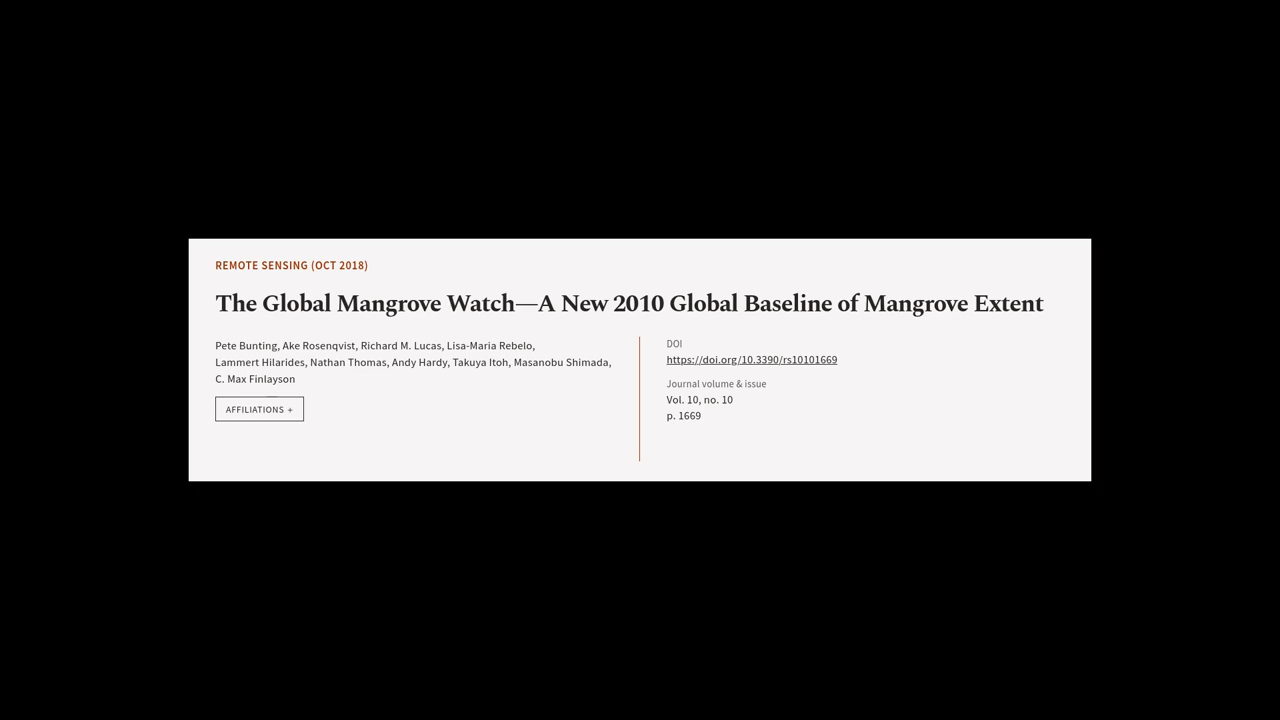 REMOTE SENSING (OCT 2018)
The Global Mangrove Watch—A New 2010 Global Baseline of Mangrove Extent
Pete Bunting, Ake Rosenqvist, Richard M. Lucas, Lisa-Maria Rebelo,
Lammert Hilarides, Nathan Thomas, Andy Hardy, Takuya Itoh, Masanobu Shimada,
C. Max Finlayson
AFFILIATIONS +
DOI
https://doi.org/10.3390/rs10101669
Journal volume & issue
Vol. 10, no. 10
p. 1669